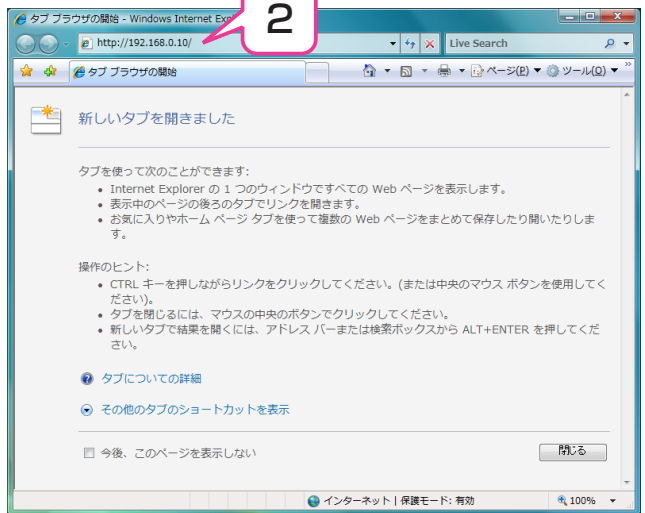 タブ ブラウザの開始 - Windows Internet Exp
2
http://192.168.0.10/
Live Search
タブ ブラウザの開始
ページ(P)
ツール(O)
新しいタブを開きました
タブを使って次のことができます:
• Internet Explorer の 1 つのウィンドウですべての Web ページを表示します。
• 表示中のページの後ろのタブでリンクを開きます。
• お気に入りやホーム ページ タブを使って複数の Web ページをまとめて保存したり開いたりしま
す。
操作のヒント:
• CTRL キーを押しながらリンクをクリックしてください。(または中央のマウス ボタンを使用してく
ださい)。
• タブを閉じるには、マウスの中央のボタンでクリックしてください。
• 新しいタブで結果を開くには、アドレス バーまたは検索ボックスから ALT+ENTER を押してくだ
さい。
タブについての詳細
その他のタブのショートカットを表示
今後、このページを表示しない
閉じる
インターネット | 保護モード: 有効
100%